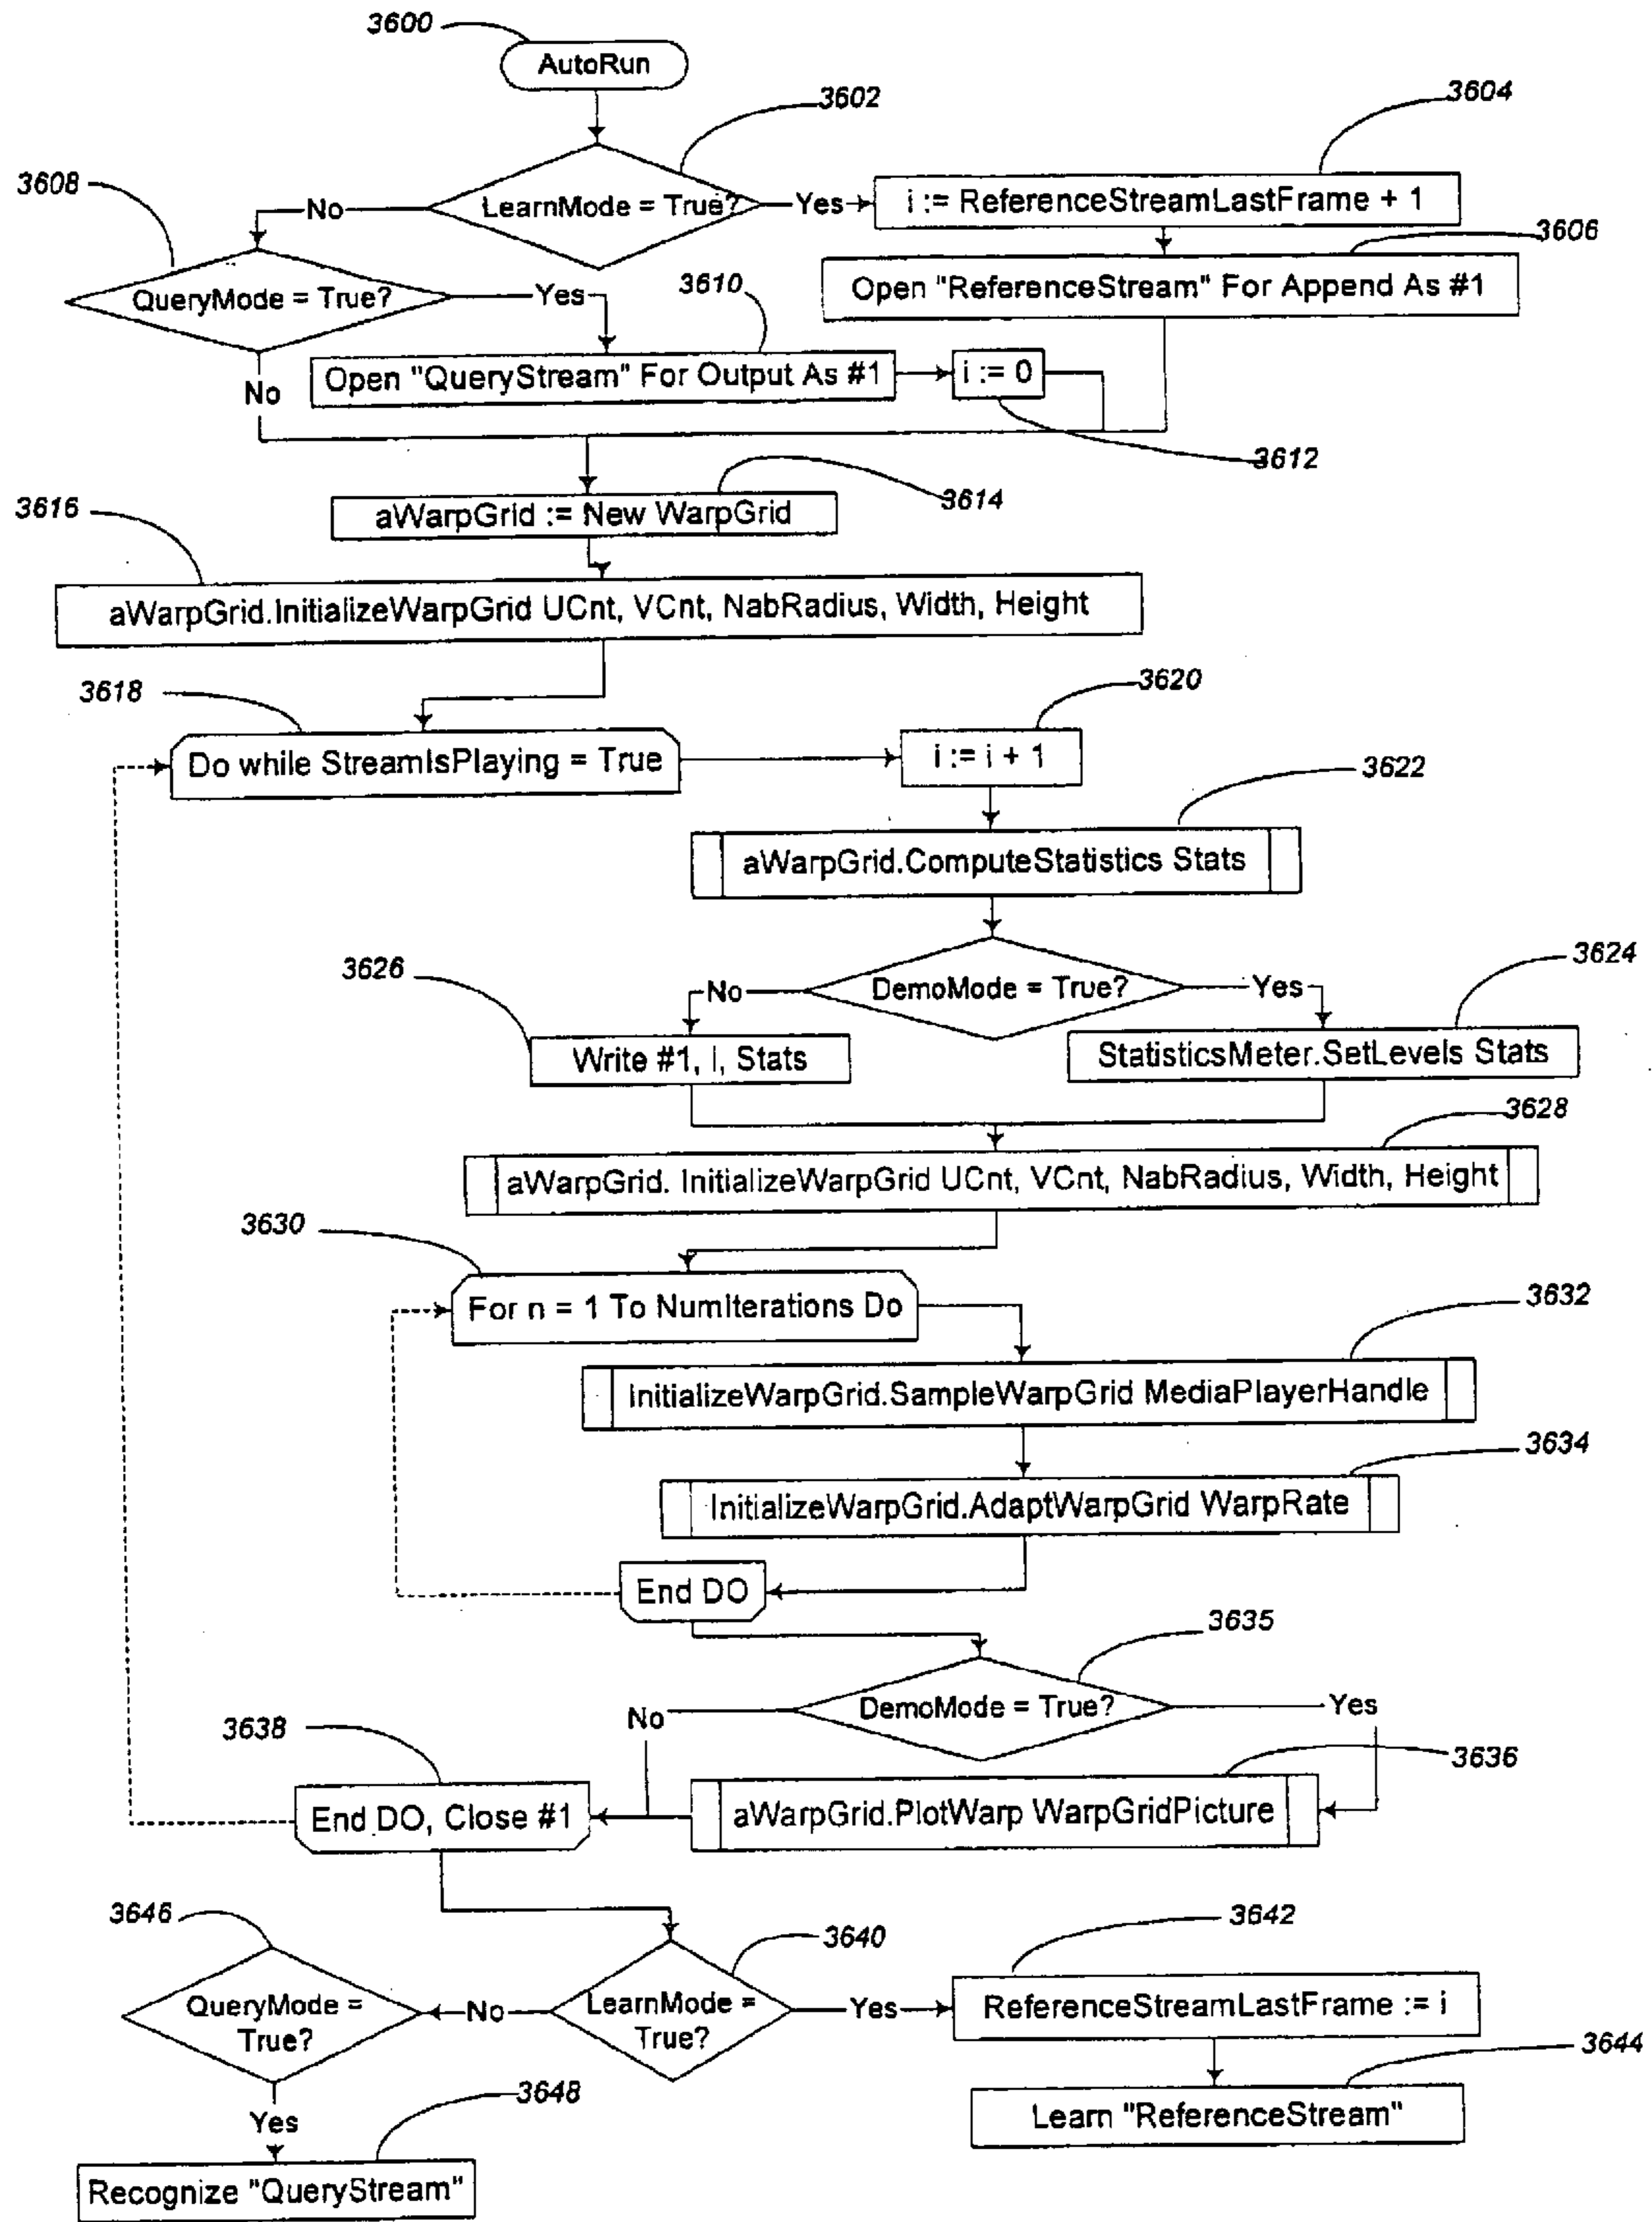 3600
AutoRun
3602
3604
3608
No
LearnMode = True?
Yes
i := ReferenceStreamLastFrame + 1
3606
QueryMode = True?
Yes
3610
Open "ReferenceStream" For Append As #1
Open "QueryStream" For Output As #1
i := 0
No
3612
3616
3614
aWarpGrid := New WarpGrid
aWarpGrid.InitializeWarpGrid UCnt, VCnt, NabRadius, Width, Height
3618
3620
Do while StreamIsPlaying = True
i := i + 1
3622
aWarpGrid.ComputeStatistics Stats
3626
3624
No
DemoMode = True?
Yes
Write #1, i, Stats
StatisticsMeter.SetLevels Stats
3628
aWarpGrid. InitializeWarpGrid UCnt, VCnt, NabRadius, Width, Height
3630
For n = 1 To NumIterations Do
3632
InitializeWarpGrid.SampleWarpGrid MediaPlayerHandle
3634
InitializeWarpGrid.AdaptWarpGrid WarpRate
End DO
3635
No
DemoMode = True?
Yes
3638
3636
End DO, Close #1
aWarpGrid.PlotWarp WarpGridPicture
3646
3642
3640
QueryMode =
True?
No
LearnMode =
True?
Yes
ReferenceStreamLastFrame := i
3644
3648
Yes
Learn "ReferenceStream"
Recognize "QueryStream"